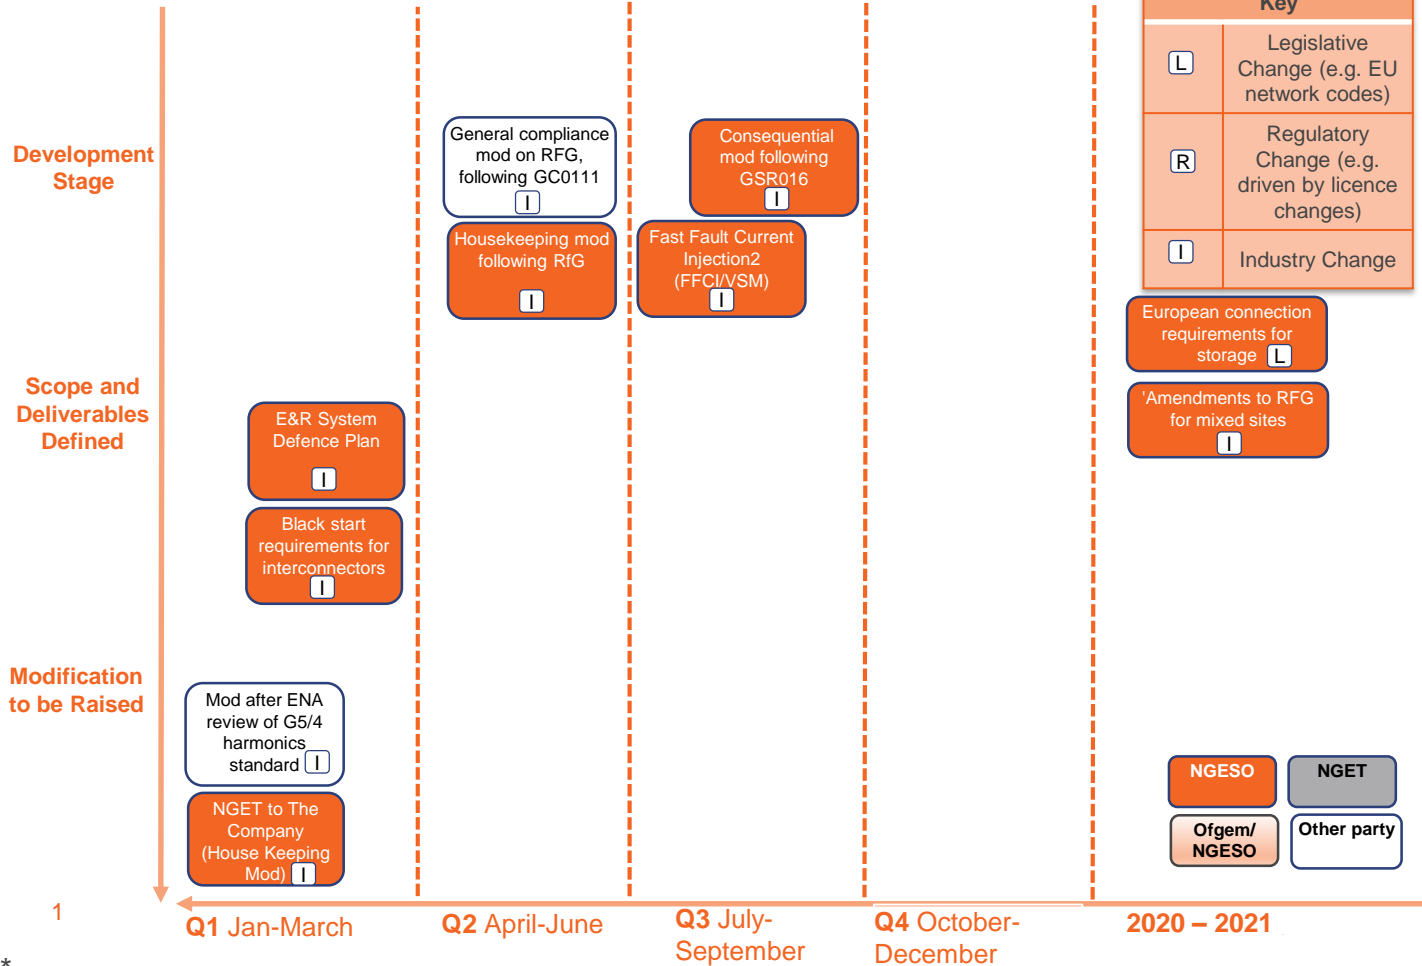 Key
L
Legislative
Change (e.g. EU
network codes)
R
Regulatory
Change (e.g.
driven by licence
changes)
I
Industry Change
Development
Stage
General compliance
mod on RFG,
following GC0111
I
Consequential
mod following
GSR016
I
Housekeeping mod
following RfG
I
Fast Fault Current
Injection2
(FFCI/VSM)
I
European connection
requirements for
storage L
Scope and
Deliverables
Defined
E&R System
Defence Plan
I
'Amendments to RFG
for mixed sites
I
Black start
requirements for
interconnectors
I
Modification
to be Raised
Mod after ENA
review of G5/4
harmonics
standard I
NGET to The
Company
(House Keeping
Mod) I
NGESO
NGET
Ofgem/
NGESO
Other party
1
Q1 Jan-March
Q2 April-June
Q3 July-
September
Q4 October-
December
2020 – 2021
*